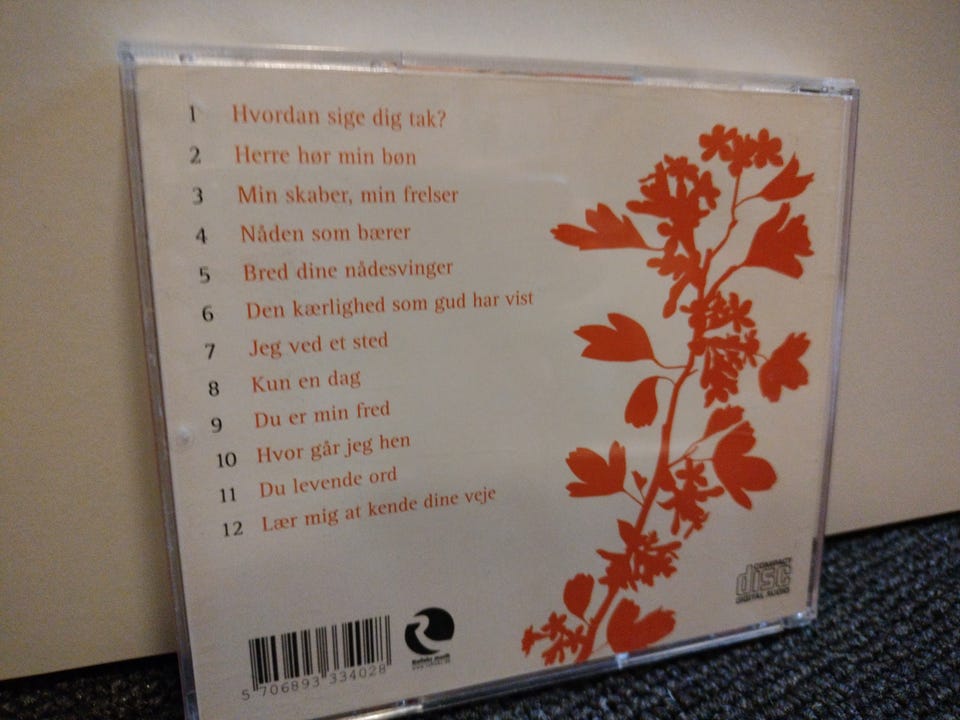 1 Hvordan sige dig tak?
2 Herre hør min bøn
3 Min skaber, min frelser
4 Nåden som bærer
5 Bred dine nådesvinger
6 Den kærlighed som gud har vist
7 Jeg ved et sted
8 Kun en dag
9 Du er min fred
10 Hvor går jeg hen
11 Du levende ord
12 Lær mig at kende dine veje
COMPACT
disc
DIGITAL AUDIO
5 706893 334028